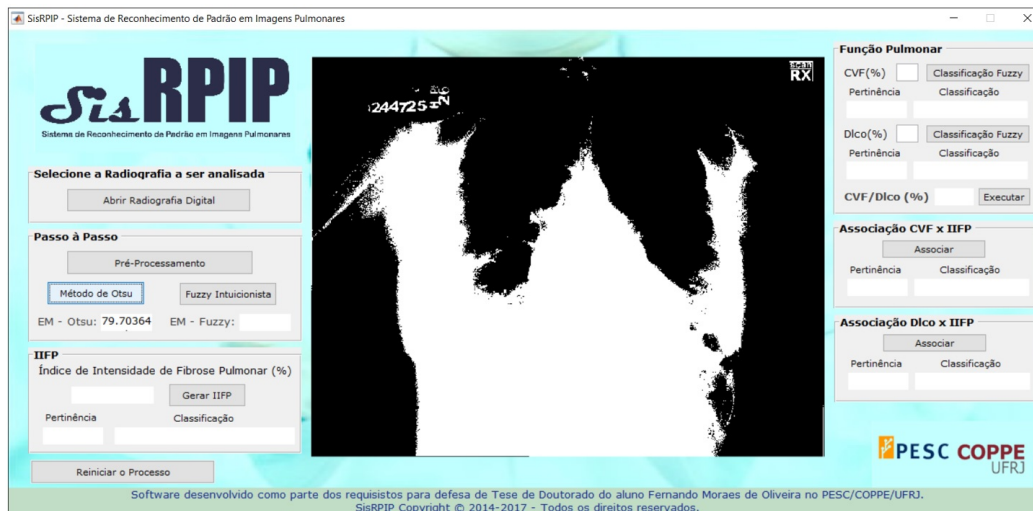 SisRPIP - Sistema de Reconhecimento de Padrão em Imagens Pulmonares
SisRPIP
Sistema de Reconhecimento de Padrão em Imagens Pulmonares
Selecione a Radiografia a ser analisada
Abrir Radiografia Digital
Passo à Passo
Pré-Processamento
Método de Otsu
Fuzzy Intuicionista
EM - Otsu: 79.70364
EM - Fuzzy:
IIFP
Índice de Intensidade de Fibrose Pulmonar (%)
Gerar IIFP
Pertinência
Classificação
Reiniciar o Processo
scan
RX
244725
Função Pulmonar
CVF(%)
Classificação Fuzzy
Pertinência
Classificação
Dlco(%)
Classificação Fuzzy
Pertinência
Classificação
CVF/Dlco (%)
Executar
Associação CVF x IIFP
Associar
Pertinência
Classificação
Associação Dlco x IIFP
Associar
Pertinência
Classificação
PESC COPPE
UFRJ
Software desenvolvido como parte dos requisistos para defesa de Tese de Doutorado do aluno Fernando Moraes de Oliveira no PESC/COPPE/UFRJ.
SisRPIP Copyright © 2014-2017 - Todos os direitos reservados.